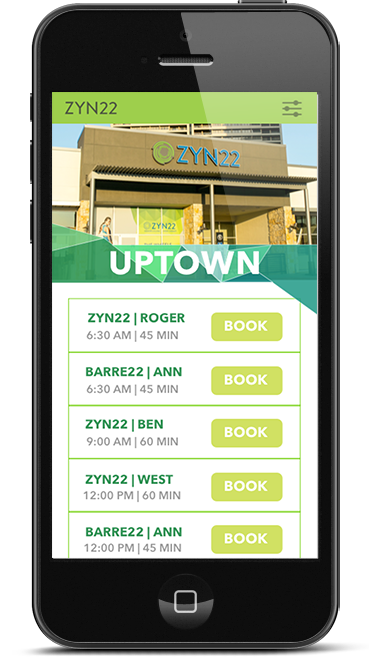 ZYN22
ZYN22
ZYN22
UPTOWN
ZYN22 | ROGER
6:30 AM | 45 MIN
BOOK
BARRE22 | ANN
6:30 AM | 45 MIN
BOOK
ZYN22 | BEN
9:00 AM | 60 MIN
BOOK
ZYN22 | WEST
12:00 PM | 60 MIN
BOOK
BARRE22 | ANN
12:00 PM | 45 MIN
BOOK